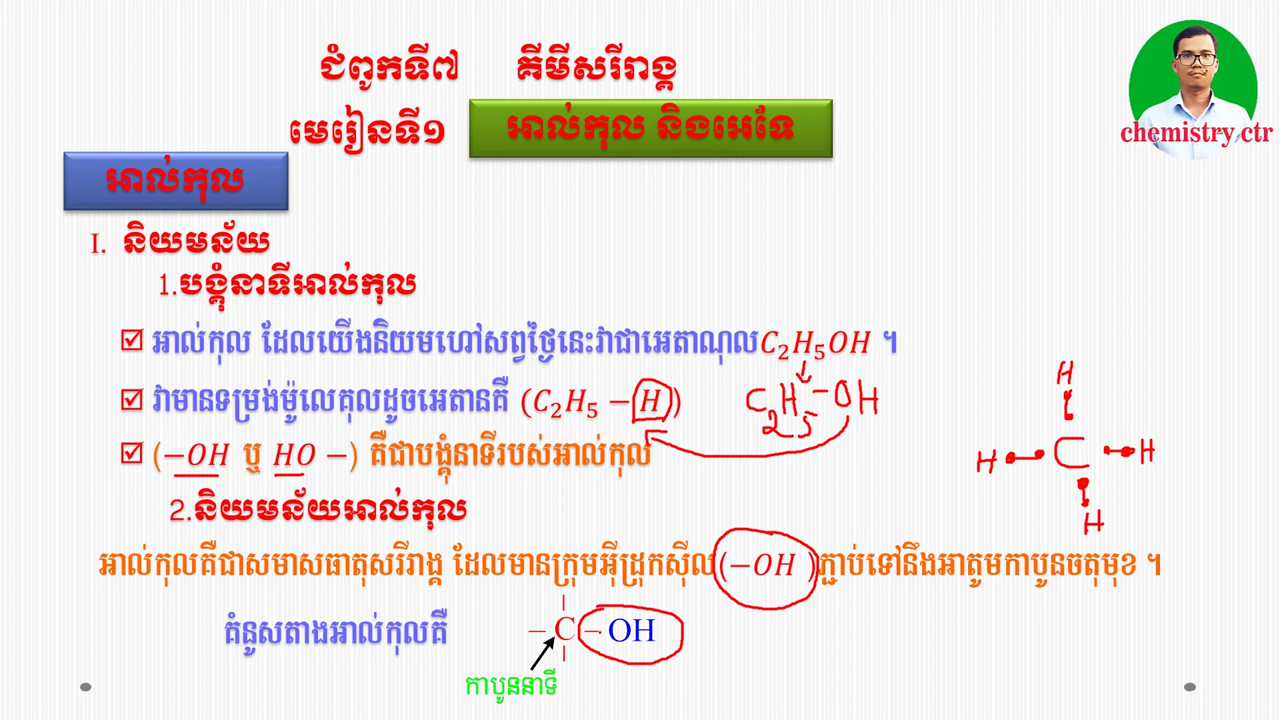 ជំពូកទី៧ គីមីសរីរាង្គ
chemistry ctr
មេរៀនទី១ អាល់កុល និងអេទែ
អាល់កុល
I. និយមន័យ
1.បង្គុំនាទីអាល់កុល
☑ អាល់កុល ដែលយើងនិយមហៅសព្វថ្ងៃនេះវាជាអេតាណុលC₂H₅OH ។
☑ វាមានទម្រង់ម៉ូលេគុលដូចអេតានគឺ (C₂H₅ − H)
C₂H₅-OH
☑ (−OH ឬ HO −) គឺជាបង្គុំនាទីរបស់អាល់កុល
H
H C H
H
2.និយមន័យអាល់កុល
អាល់កុលគឺជាសមាសធាតុសរីរាង្គ ដែលមានក្រុមអ៊ីដ្រុកស៊ីល(−OH )ភ្ជាប់ទៅនឹងអាតូមកាបូនចតុមុខ ។
គំនូសតាងអាល់កុលគឺ – C – OH
កាបូននាទី